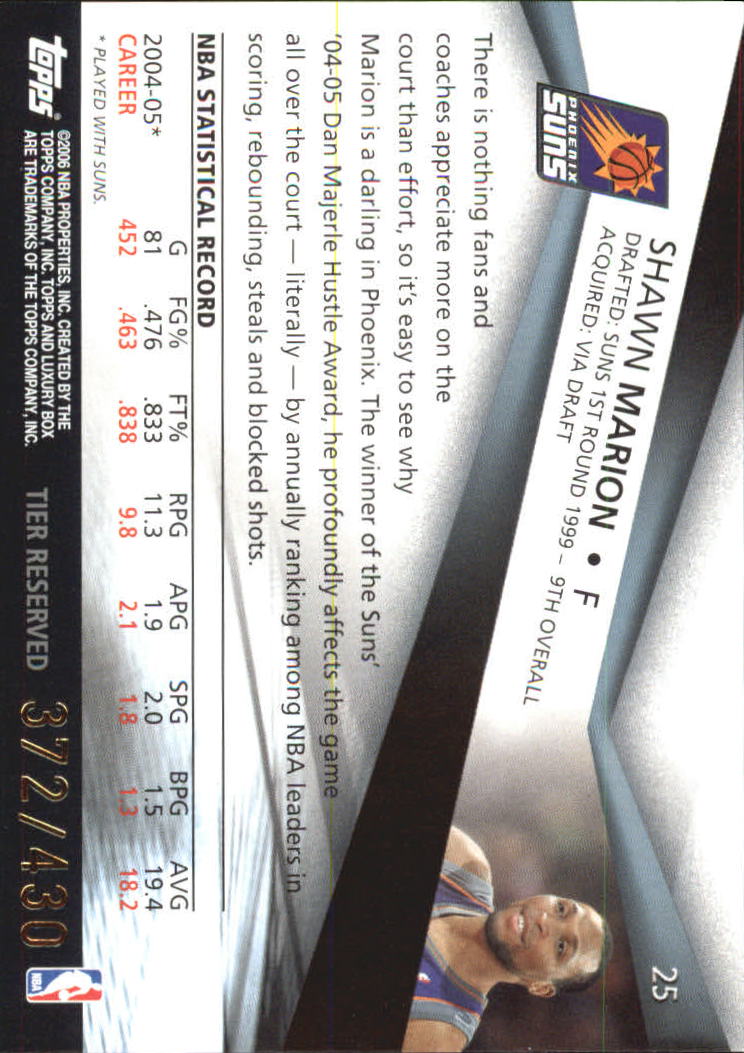 25
SHAWN MARION • F
DRAFTED: SUNS 1ST ROUND 1999 – 9TH OVERALL
ACQUIRED: VIA DRAFT
PHOENIX
SUNS
There is nothing fans and
coaches appreciate more on the
court than effort, so it's easy to see why
Marion is a darling in Phoenix. The winner of the Suns'
'04-05 Dan Majerle Hustle Award, he profoundly affects the game
all over the court — literally — by annually ranking among NBA leaders in
scoring, rebounding, steals and blocked shots.
NBA STATISTICAL RECORD
G FG% FT% RPG APG SPG BPG AVG
2004-05* 81 .476 .833 11.3 1.9 2.0 1.5 19.4
CAREER 452 .463 .838 9.8 2.1 1.8 1.3 18.2
* PLAYED WITH SUNS.
topps® ©2006 NBA PROPERTIES, INC. CREATED BY THE
TOPPS COMPANY, INC. TOPPS AND LUXURY BOX
ARE TRADEMARKS OF THE TOPPS COMPANY, INC.
TIER RESERVED 372/430
NBA